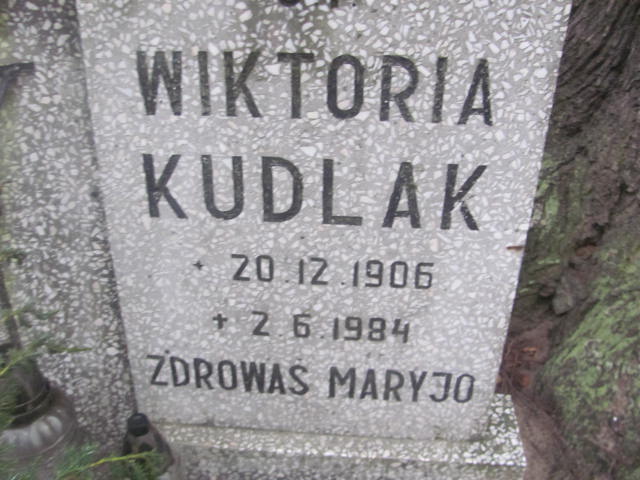 WIKTORIA
KUDLAK
* 20.12.1906
+ 2.6.1984
ZDROWAS MARYJO